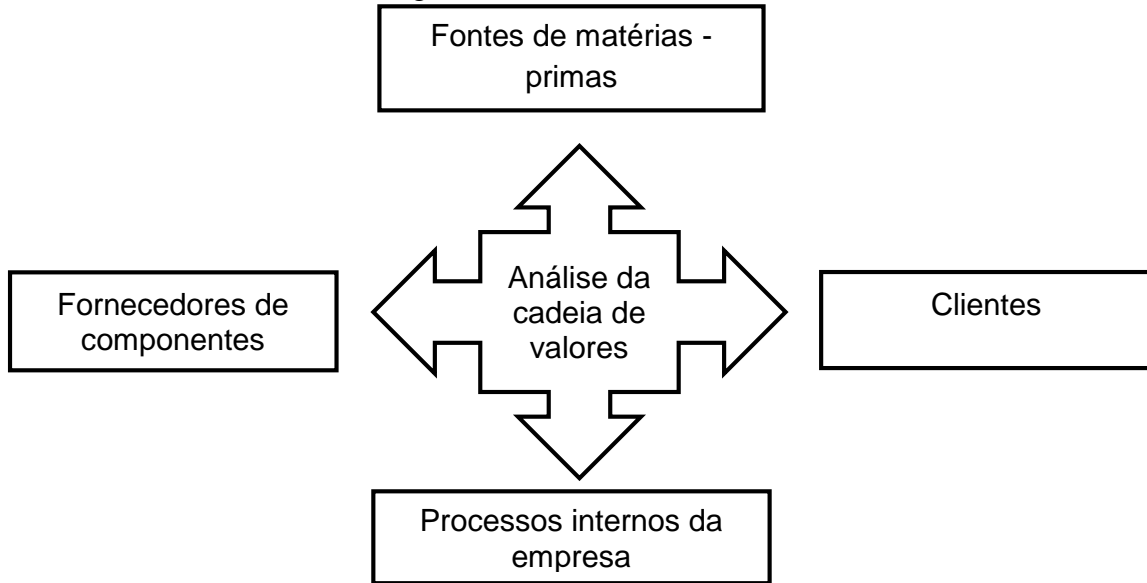 Fontes de matérias -
primas
Fornecedores de
componentes
Análise da
cadeia de
valores
Clientes
Processos internos da
empresa